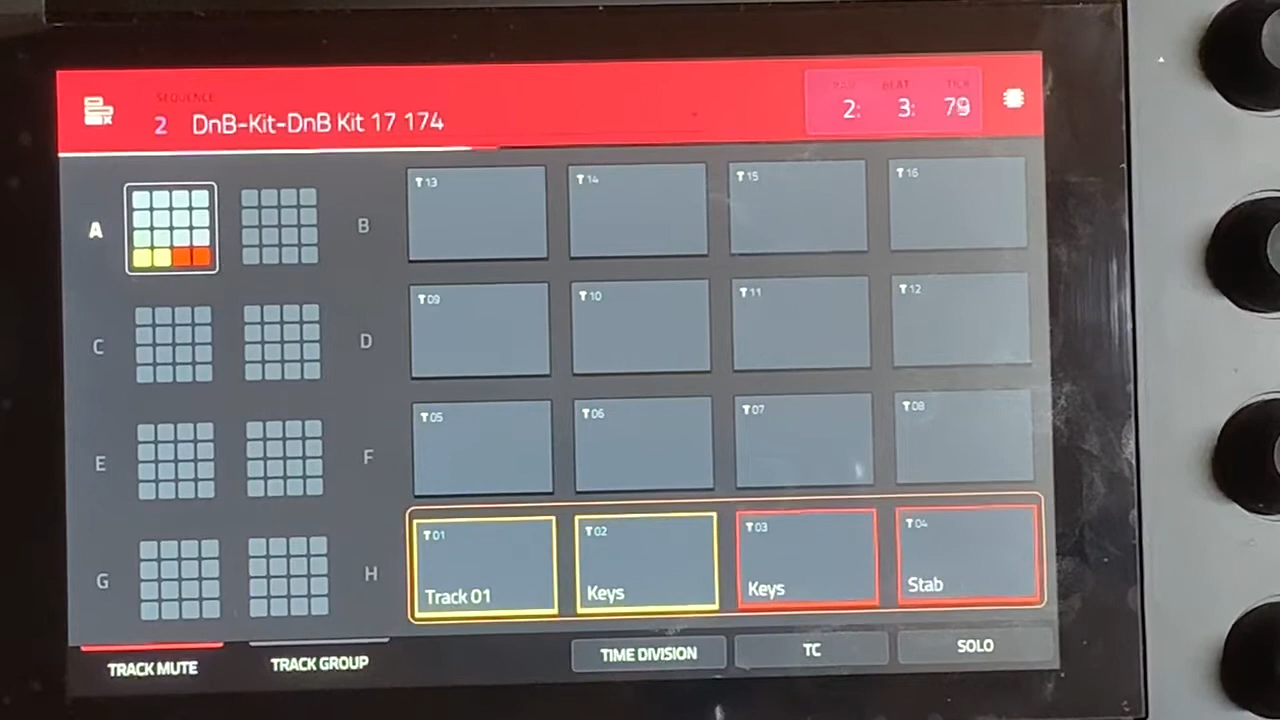 SEQUENCE
2 DnB-Kit-DnB Kit 17 174
BAR BEAT TICK
2: 3: 79
A B
C D
E F
G H
T 13 T 14 T 15 T 16
T 09 T 10 T 11 T 12
T 05 T 06 T 07 T 08
T 01 T 02 T 03 T 04
Track 01 Keys Keys Stab
TRACK MUTE TRACK GROUP TIME DIVISION TC SOLO